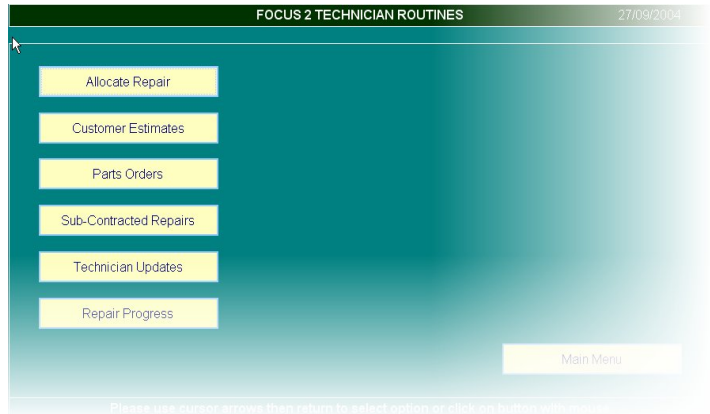 FOCUS 2 TECHNICIAN ROUTINES 27/09/2004
Allocate Repair
Customer Estimates
Parts Orders
Sub-Contracted Repairs
Technician Updates
Repair Progress
Main Menu
Please use cursor arrows then return to select option or click on button with